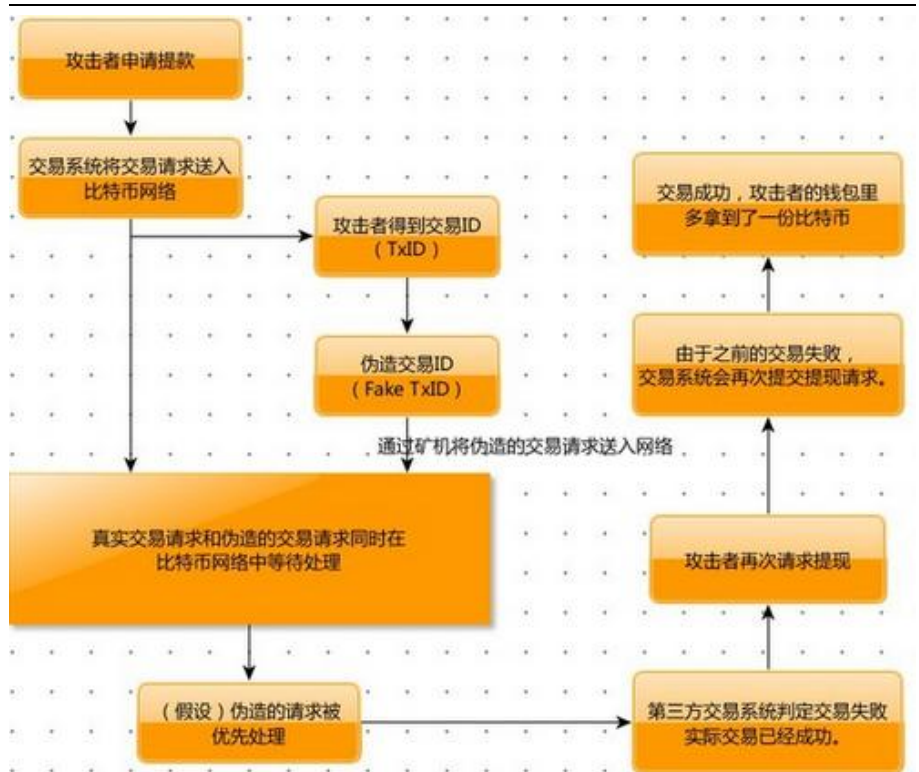 攻击者申请提款
交易系统将交易请求送入
比特币网络
攻击者得到交易ID
（TxID）
伪造交易ID
（Fake TxID）
通过矿机将伪造的交易请求送入网络
真实交易请求和伪造的交易请求同时在
比特币网络中等待处理
（假设）伪造的请求被
优先处理
第三方交易系统判定交易失败
实际交易已经成功。
攻击者再次请求提现
由于之前的交易失败，
交易系统会再次提交提现请求。
交易成功，攻击者的钱包里
多拿到了一份比特币